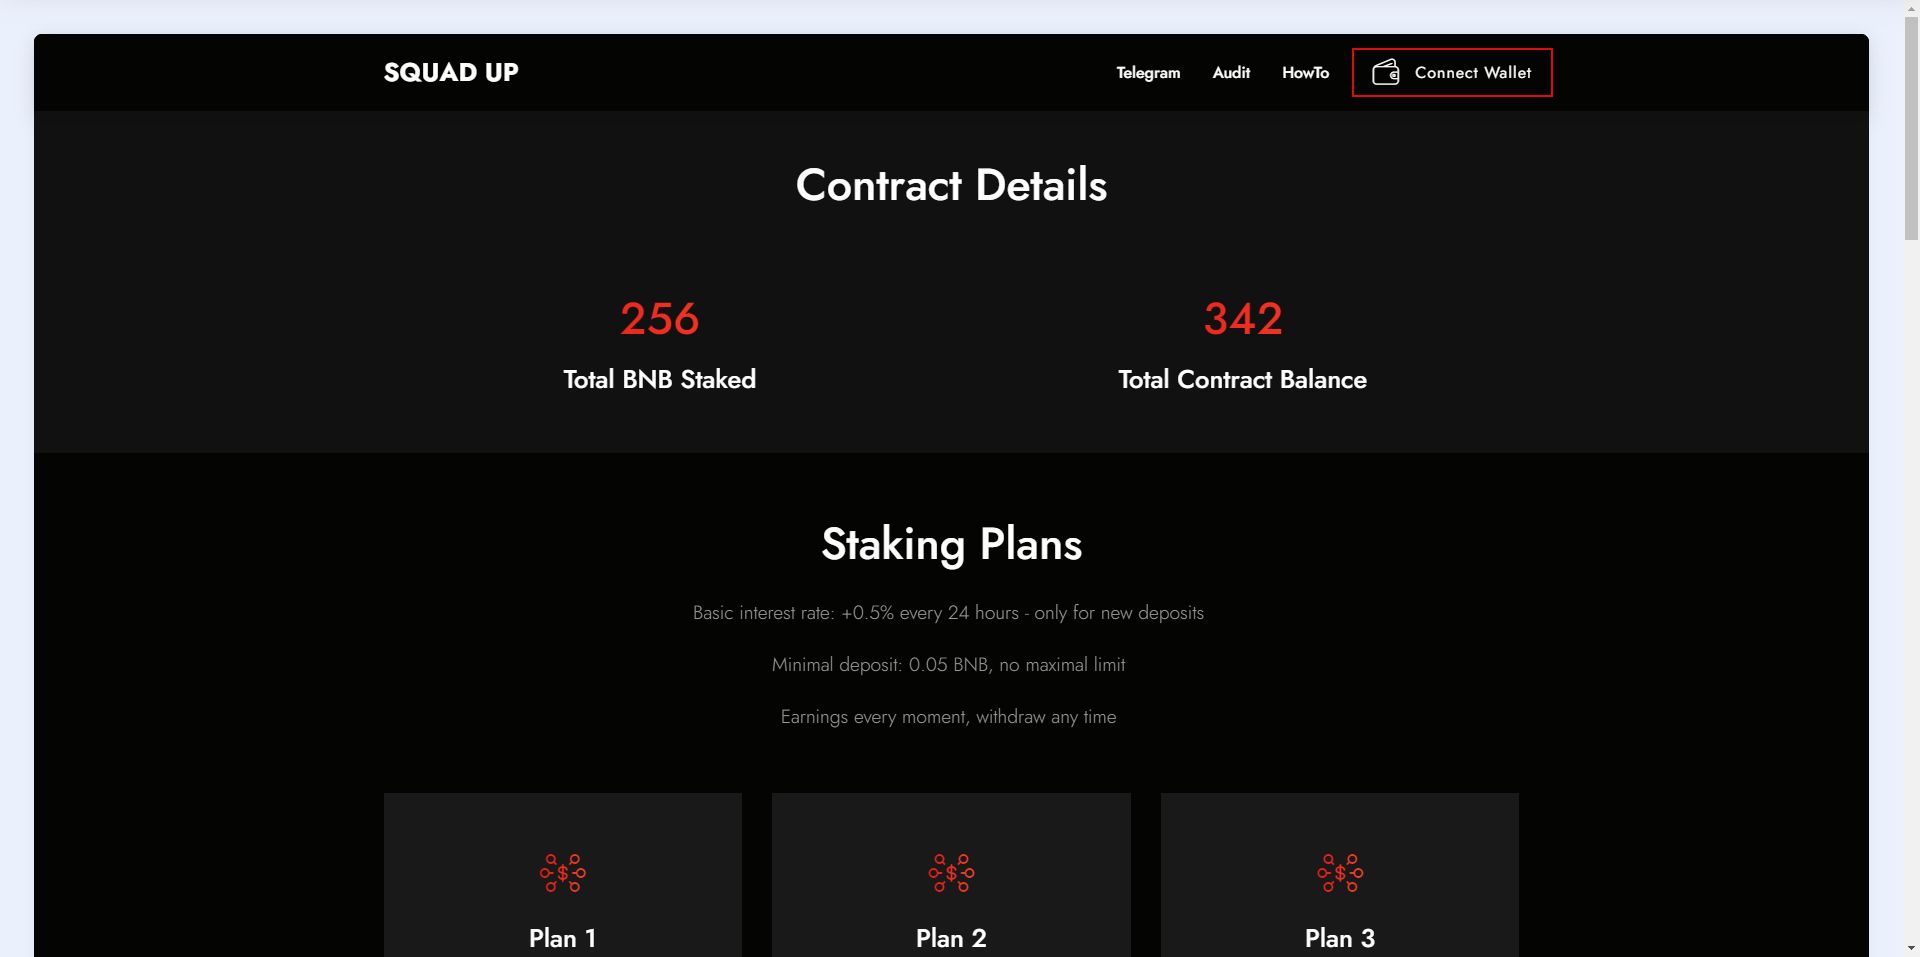 SQUAD UP
Telegram
Audit
HowTo
Connect Wallet
Contract Details
256
Total BNB Staked
342
Total Contract Balance
Staking Plans
Basic interest rate: +0.5% every 24 hours - only for new deposits
Minimal deposit: 0.05 BNB, no maximal limit
Earnings every moment, withdraw any time
Plan 1
Plan 2
Plan 3